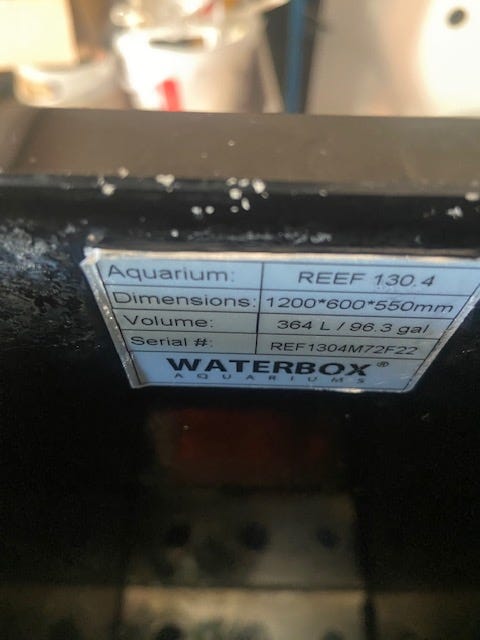 Aquarium: REEF 130.4
Dimensions: 1200*600*550mm
Volume: 364 L / 96.3 gal
Serial #: REF1304M72F22
WATERBOX®
AQUARIUMS